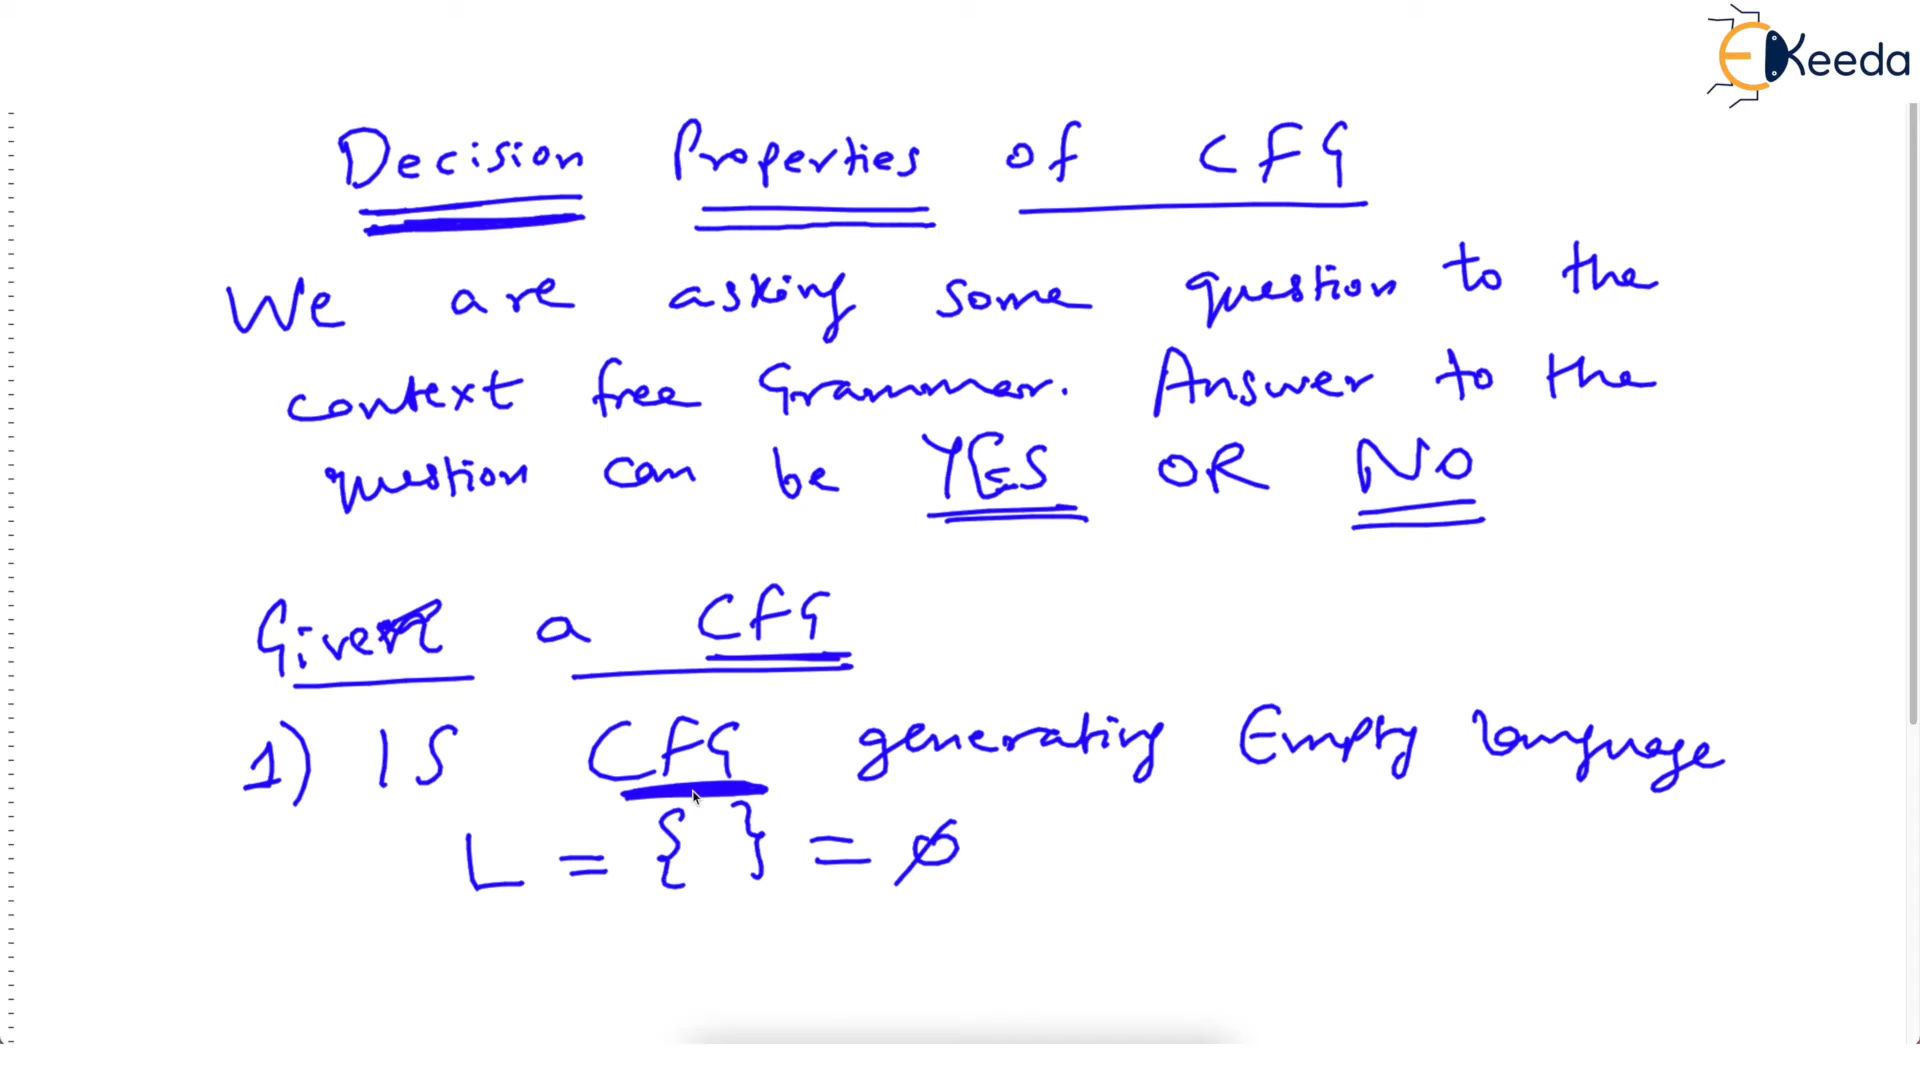 EKeeda
Decision Properties of CFG
We are asking some question to the
context free Grammer. Answer to the
question can be YES OR NO
Given a CFG
1) IS CFG generating Empty language
L = { } = ϕ